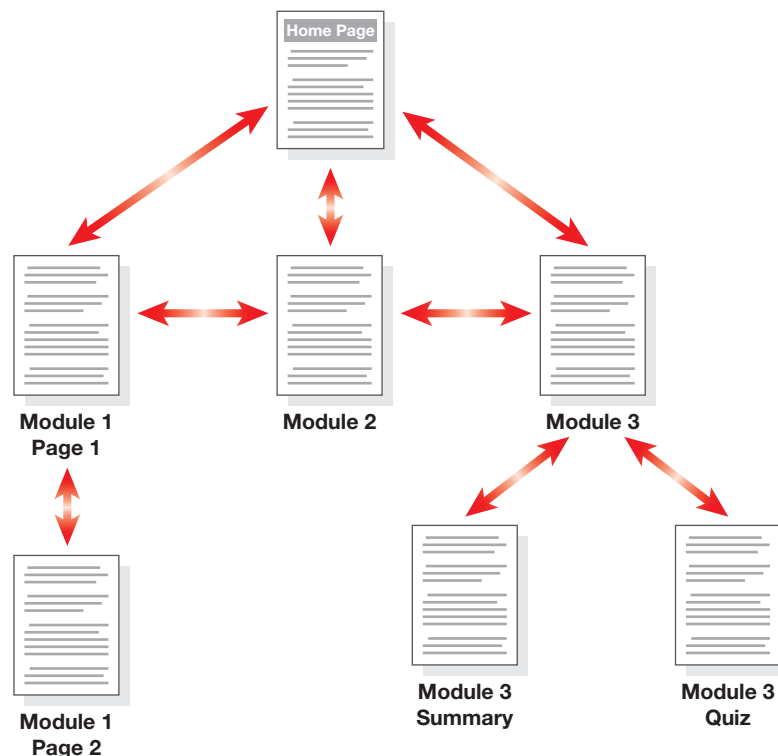 Home Page
Module 1
Page 1
Module 2
Module 3
Module 1
Page 2
Module 3
Summary
Module 3
Quiz